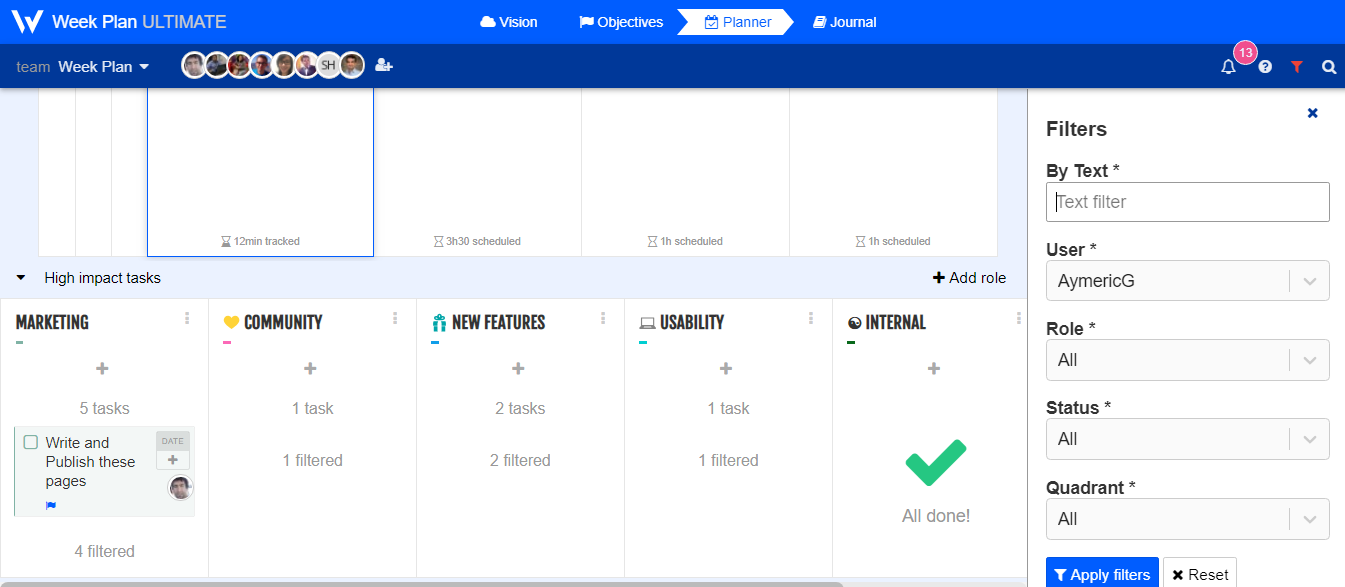 Week Plan ULTIMATE
Vision
Objectives
Planner
Journal
team Week Plan
SH
13
12min tracked
3h30 scheduled
1h scheduled
1h scheduled
High impact tasks
Add role
MARKETING
5 tasks
Write and
Publish these
pages
DATE
4 filtered
COMMUNITY
1 task
1 filtered
NEW FEATURES
2 tasks
2 filtered
USABILITY
1 task
1 filtered
INTERNAL
All done!
Filters
By Text *
Text filter
User *
AymericG
Role *
All
Status *
All
Quadrant *
All
Apply filters
Reset